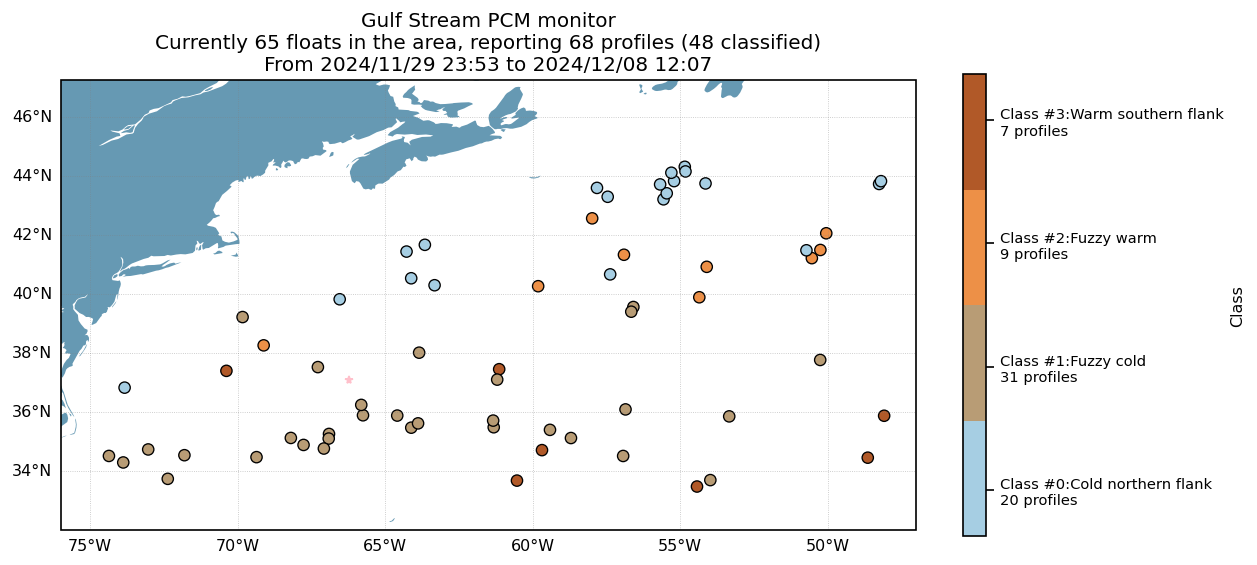 Gulf Stream PCM monitor
Currently 65 floats in the area, reporting 68 profiles (48 classified)
From 2024/11/29 23:53 to 2024/12/08 12:07
46°N
44°N
42°N
40°N
38°N
36°N
34°N
75°W
70°W
65°W
60°W
55°W
50°W
Class #3:Warm southern flank
7 profiles
Class #2:Fuzzy warm
9 profiles
Class #1:Fuzzy cold
31 profiles
Class #0:Cold northern flank
20 profiles
Class